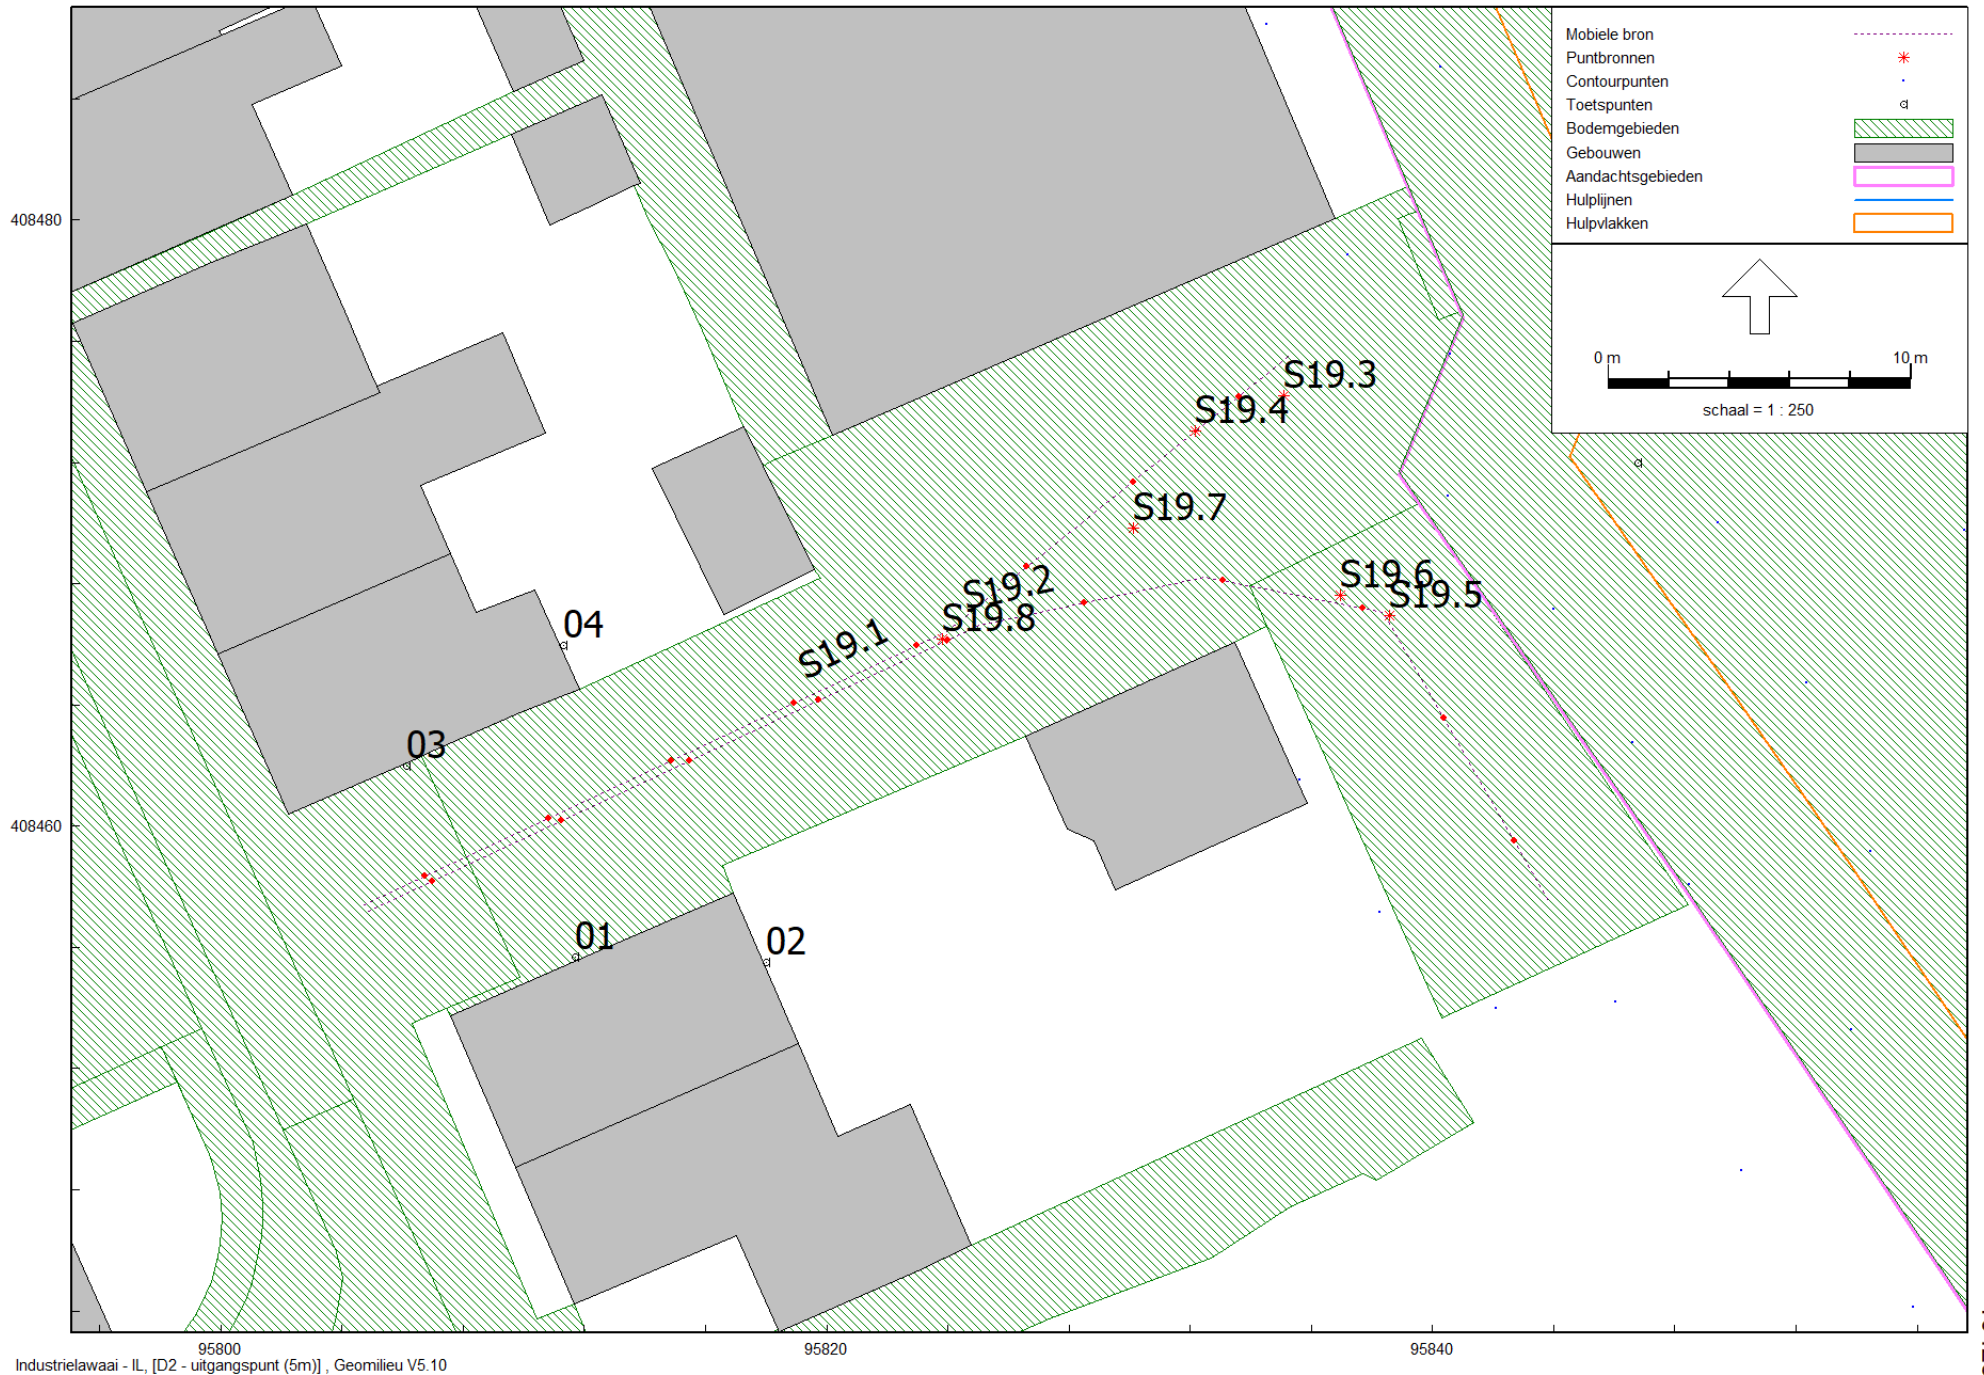 Mobiele bron
Puntbronnen
Contourpunten
Toetspunten
Bodemgebieden
Gebouwen
Aandachtsgebieden
Hulplijnen
Hulpvlakken
0 m 10 m
schaal = 1 : 250
408480
408460
S19.3
S19.4
S19.7
S19.2
S19.6
S19.5
S19.8
S19.1
04
03
01
02
95800 95820 95840
Industrielawaai - IL, [D2 - uitgangspunt (5m)] , Geomilieu V5.10